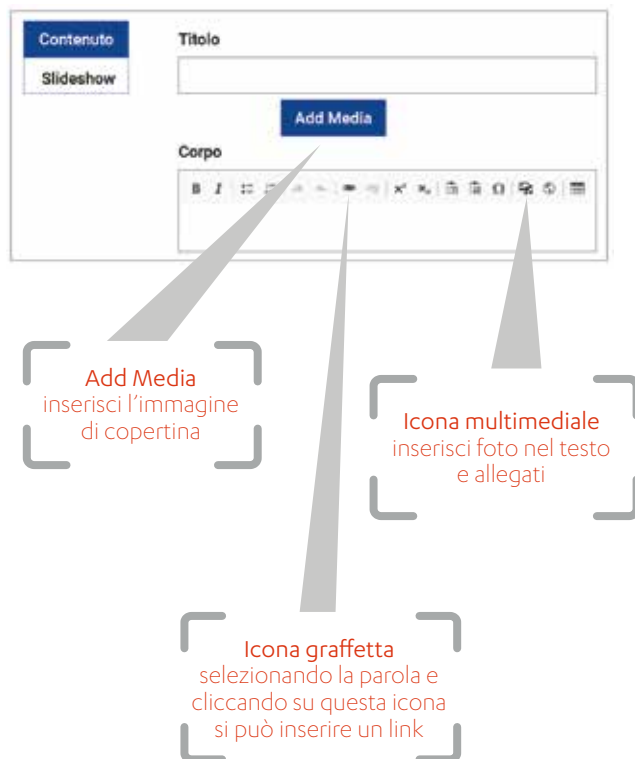 Contenuto
Titolo
Slideshow
Add Media
Corpo
B I x² Ω
Add Media
inserisci l'immagine
di copertina
Icona multimediale
inserisci foto nel testo
e allegati
Icona graffetta
selezionando la parola e
cliccando su questa icona
si può inserire un link